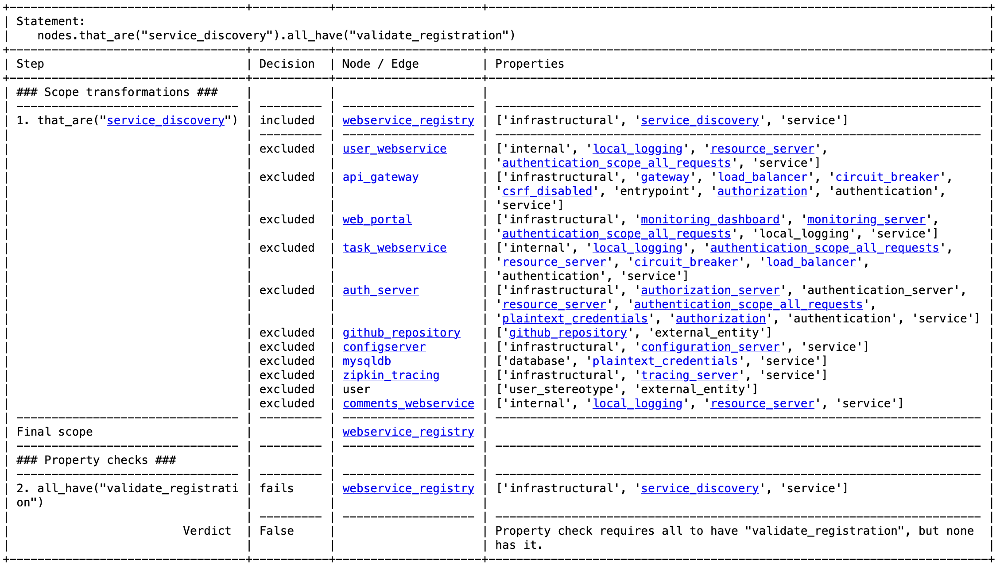 Statement:
nodes.that_are("service_discovery").all_have("validate_registration")
Step | Decision | Node / Edge | Properties
### Scope transformations ###
1. that_are("service_discovery") | included | webservice_registry | ['infrastructural', 'service_discovery', 'service']
excluded | user_webservice | ['internal', 'local_logging', 'resource_server',
'authentication_scope_all_requests', 'service']
excluded | api_gateway | ['infrastructural', 'gateway', 'load_balancer', 'circuit_breaker',
'csrf_disabled', 'entrypoint', 'authorization', 'authentication',
'service']
excluded | web_portal | ['infrastructural', 'monitoring_dashboard', 'monitoring_server',
'authentication_scope_all_requests', 'local_logging', 'service']
excluded | task_webservice | ['internal', 'local_logging', 'authentication_scope_all_requests',
'resource_server', 'circuit_breaker', 'load_balancer',
'authentication', 'service']
excluded | auth_server | ['infrastructural', 'authorization_server', 'authentication_server',
'resource_server', 'authentication_scope_all_requests',
'plaintext_credentials', 'authorization', 'authentication', 'service']
excluded | github_repository | ['github_repository', 'external_entity']
excluded | configserver | ['infrastructural', 'configuration_server', 'service']
excluded | mysqldb | ['database', 'plaintext_credentials', 'service']
excluded | zipkin_tracing | ['infrastructural', 'tracing_server', 'service']
excluded | user | ['user_stereotype', 'external_entity']
excluded | comments_webservice | ['internal', 'local_logging', 'resource_server', 'service']
Final scope | webservice_registry
### Property checks ###
2. all_have("validate_registrati | fails | webservice_registry | ['infrastructural', 'service_discovery', 'service']
on")
Verdict | False | Property check requires all to have "validate_registration", but none
has it.